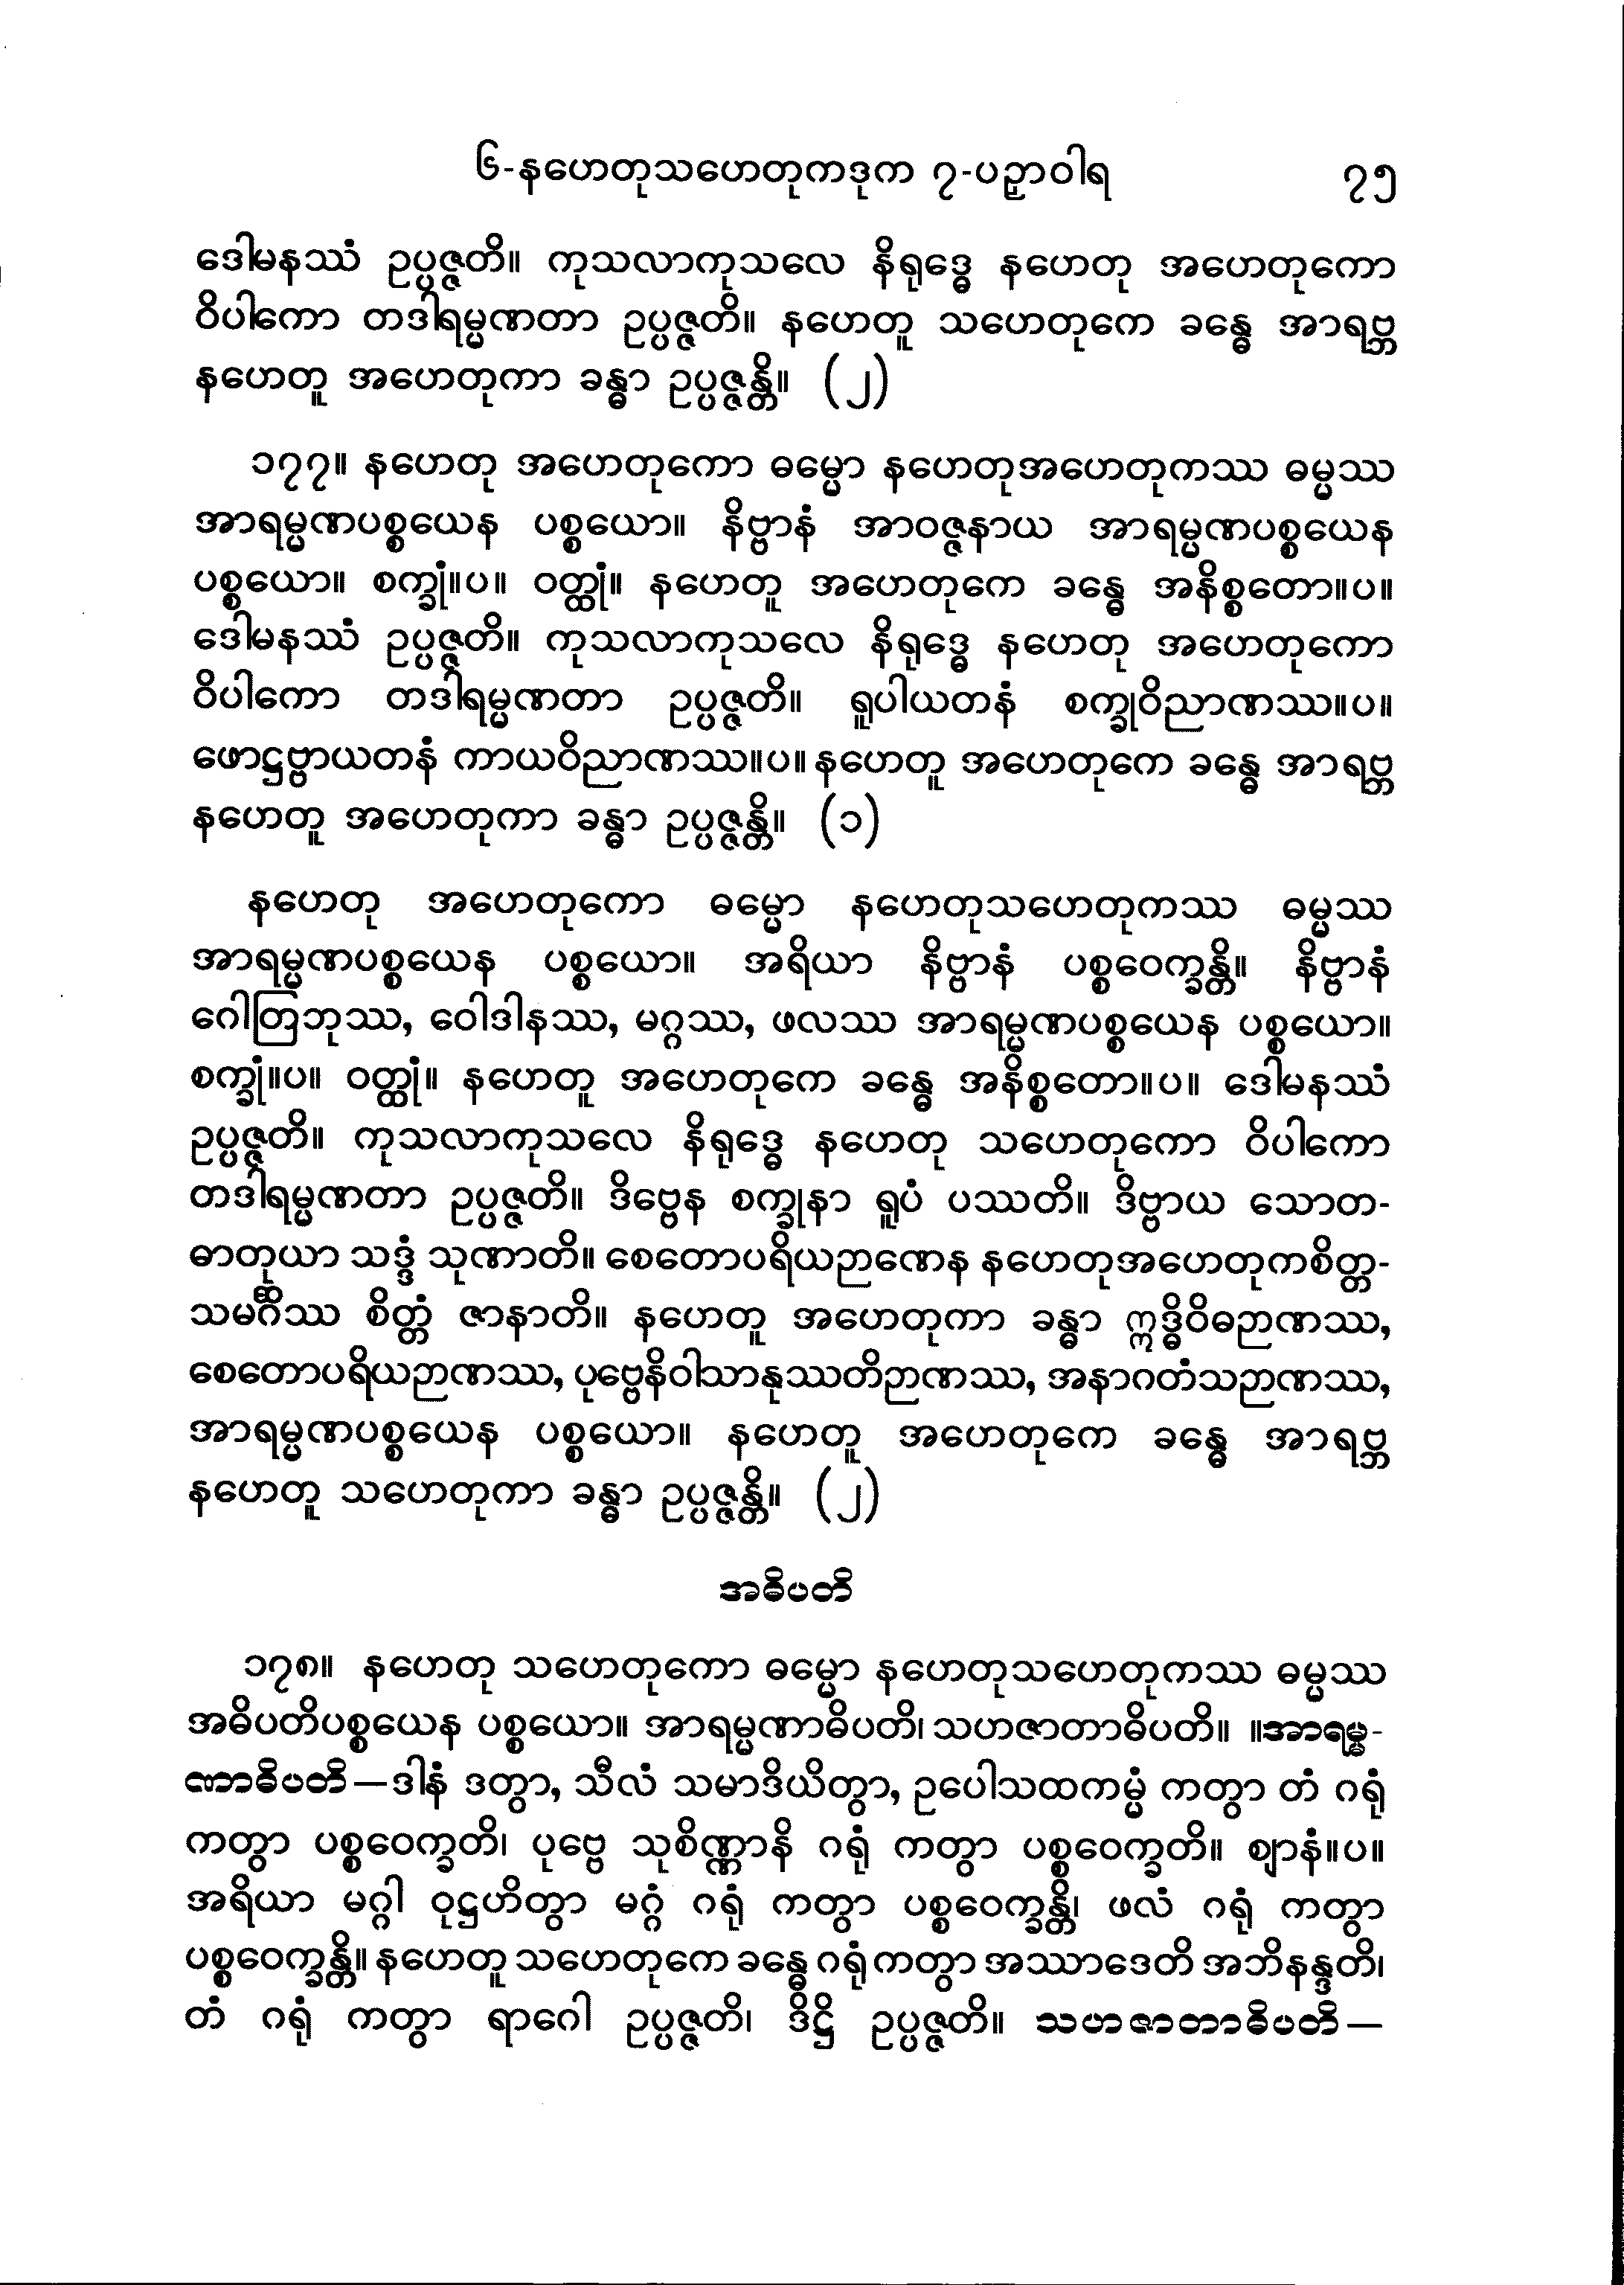 ၆-နဟေတုသဟေတုကဒုက ၇-ပဉှာဝါရ ၇၅
ဒေါမနဿံ ဥပ္ပဇ္ဇတိ။ ကုသလာကုသလေ နိရုဒ္ဓေ နဟေတု အဟေတုကော
ဝိပါကော တဒါရမ္မဏတာ ဥပ္ပဇ္ဇတိ။ နဟေတူ သဟေတုကေ ခန္ဓေ အာရဗ္ဘ
နဟေတူ အဟေတုကာ ခန္ဓာ ဥပ္ပဇ္ဇန္တိ။ (၂)
၁၇၇။ နဟေတု အဟေတုကော ဓမ္မော နဟေတုအဟေတုကဿ ဓမ္မဿ
အာရမ္မဏပစ္စယေန ပစ္စယော။ နိဗ္ဗာနံ အာဝဇ္ဇနာယ အာရမ္မဏပစ္စယေန
ပစ္စယော။ စက္ခုံ။ပ။ ဝတ္ထုံ။ နဟေတူ အဟေတုကေ ခန္ဓေ အနိစ္စတော။ပ။
ဒေါမနဿံ ဥပ္ပဇ္ဇတိ။ ကုသလာကုသလေ နိရုဒ္ဓေ နဟေတု အဟေတုကော
ဝိပါကော တဒါရမ္မဏတာ ဥပ္ပဇ္ဇတိ။ ရူပါယတနံ စက္ခုဝိညာဏဿ။ပ။
ဖောဋ္ဌဗ္ဗာယတနံ ကာယဝိညာဏဿ။ပ။ နဟေတူ အဟေတုကေ ခန္ဓေ အာရဗ္ဘ
နဟေတူ အဟေတုကာ ခန္ဓာ ဥပ္ပဇ္ဇန္တိ။ (၁)
နဟေတု အဟေတုကော ဓမ္မော နဟေတုသဟေတုကဿ ဓမ္မဿ
အာရမ္မဏပစ္စယေန ပစ္စယော။ အရိယာ နိဗ္ဗာနံ ပစ္စဝေက္ခန္တိ။ နိဗ္ဗာနံ
ဂေါတြဘုဿ, ဝေါဒါနဿ, မဂ္ဂဿ, ဖလဿ အာရမ္မဏပစ္စယေန ပစ္စယော။
စက္ခုံ။ပ။ ဝတ္ထုံ။ နဟေတူ အဟေတုကေ ခန္ဓေ အနိစ္စတော။ပ။ ဒေါမနဿံ
ဥပ္ပဇ္ဇတိ။ ကုသလာကုသလေ နိရုဒ္ဓေ နဟေတု သဟေတုကော ဝိပါကော
တဒါရမ္မဏတာ ဥပ္ပဇ္ဇတိ။ ဒိဗ္ဗေန စက္ခုနာ ရူပံ ပဿတိ။ ဒိဗ္ဗာယ သောတ-
ဓာတုယာ သဒ္ဒံ သုဏာတိ။ စေတောပရိယဉာဏေန နဟေတုအဟေတုကစိတ္တ-
သမင်္ဂိဿ စိတ္တံ ဇာနာတိ။ နဟေတူ အဟေတုကာ ခန္ဓာ ဣဒ္ဓိဝိဓဉာဏဿ,
စေတောပရိယဉာဏဿ, ပုဗ္ဗေနိဝါသာနုဿတိဉာဏဿ, အနာဂတံသဉာဏဿ,
အာရမ္မဏပစ္စယေန ပစ္စယော။ နဟေတူ အဟေတုကေ ခန္ဓေ အာရဗ္ဘ
နဟေတူ သဟေတုကာ ခန္ဓာ ဥပ္ပဇ္ဇန္တိ။ (၂)
အဓိပတိ
၁၇၈။ နဟေတု သဟေတုကော ဓမ္မော နဟေတုသဟေတုကဿ ဓမ္မဿ
အဓိပတိပစ္စယေန ပစ္စယော။ အာရမ္မဏာဓိပတိ၊ သဟဇာတာဓိပတိ။ ။အာရမ္မ-
ဏာဓိပတိ—ဒါနံ ဒတွာ, သီလံ သမာဒိယိတွာ, ဥပေါသထကမ္မံ ကတွာ တံ ဂရုံ
ကတွာ ပစ္စဝေက္ခတိ၊ ပုဗ္ဗေ သုစိဏ္ဏာနိ ဂရုံ ကတွာ ပစ္စဝေက္ခတိ။ ဈာနံ။ပ။
အရိယာ မဂ္ဂါ ဝုဋ္ဌဟိတွာ မဂ္ဂံ ဂရုံ ကတွာ ပစ္စဝေက္ခန္တိ၊ ဖလံ ဂရုံ ကတွာ
ပစ္စဝေက္ခန္တိ။ နဟေတူ သဟေတုကေ ခန္ဓေ ဂရုံ ကတွာ အဿာဒေတိ အဘိနန္ဒတိ၊
တံ ဂရုံ ကတွာ ရာဂေါ ဥပ္ပဇ္ဇတိ၊ ဒိဋ္ဌိ ဥပ္ပဇ္ဇတိ။ သဟဇာတာဓိပတိ—